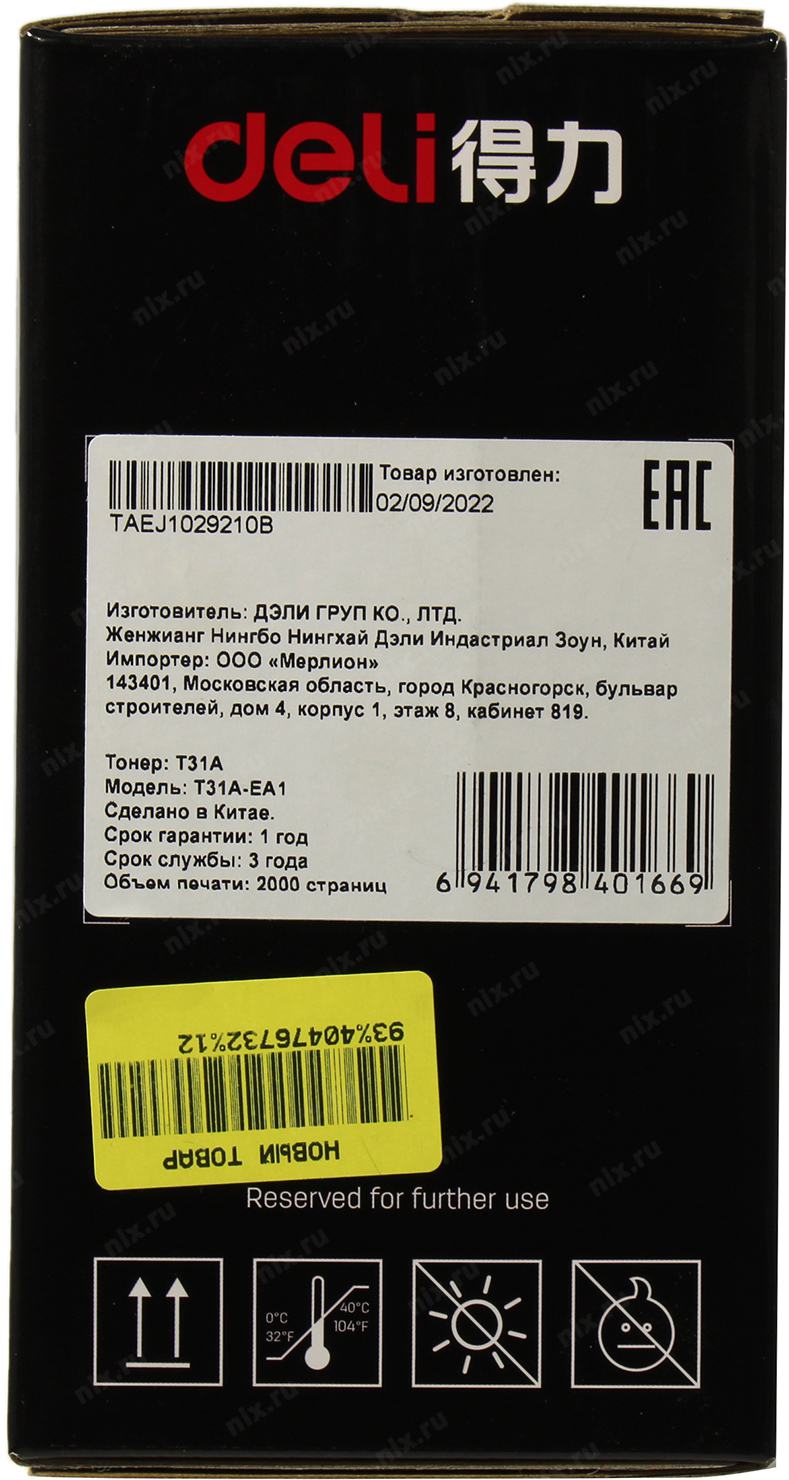 deli得力
Товар изготовлен:
02/09/2022
TAEJ1029210B
EAC
Изготовитель: ДЭЛИ ГРУП КО., ЛТД.
Женжианг Нингбо Нингхай Дэли Индастриал Зоун, Китай
Импортер: ООО «Мерлион»
143401, Московская область, город Красногорск, бульвар
строителей, дом 4, корпус 1, этаж 8, кабинет 819.
Тонер: T31A
Модель: T31A-EA1
Сделано в Китае.
Срок гарантии: 1 год
Срок службы: 3 года
Объем печати: 2000 страниц
6 941798 401669
НОВЫЙ ТОВАР
93%40476732%12
Reserved for further use
0°C
32°F
40°C
104°F
nix.ru